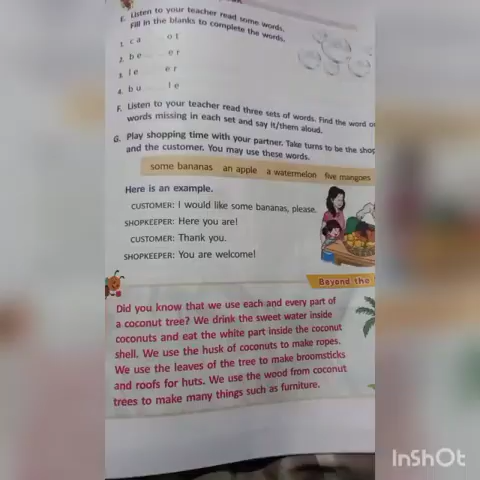 E. Listen to your teacher read some words.
Fill in the blanks to complete the words.
1. c a o t
2. b e e r
3. l e e r
4. b u l e
F. Listen to your teacher read three sets of words. Find the word or
words missing in each set and say it/them aloud.
G. Play shopping time with your partner. Take turns to be the shop
and the customer. You may use these words.
some bananas an apple a watermelon five mangoes
Here is an example.
CUSTOMER: I would like some bananas, please.
SHOPKEEPER: Here you are!
CUSTOMER: Thank you.
SHOPKEEPER: You are welcome!
Beyond the
Did you know that we use each and every part of
a coconut tree? We drink the sweet water inside
coconuts and eat the white part inside the coconut
shell. We use the husk of coconuts to make ropes.
We use the leaves of the tree to make broomsticks
and roofs for huts. We use the wood from coconut
trees to make many things such as furniture.
InShOt